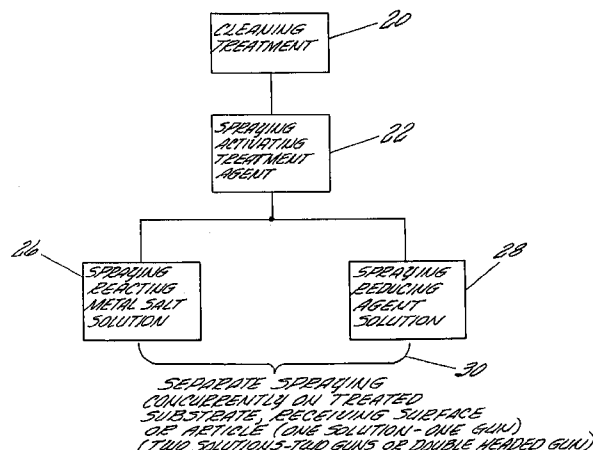 CLEANING
TREATMENT
20
SPRAYING
ACTIVATING
TREATMENT
AGENT
22
26
SPRAYING
REACTING
METAL SALT
SOLUTION
SPRAYING
REDUCING
AGENT
SOLUTION
28
30
SEPARATE SPRAYING
CONCURRENTLY ON TREATED
SUBSTRATE, RECEIVING SURFACE
OR ARTICLE (ONE SOLUTION-ONE GUN)
(TWO SOLUTIONS-TWO GUNS OR DOUBLE HEADED GUN)